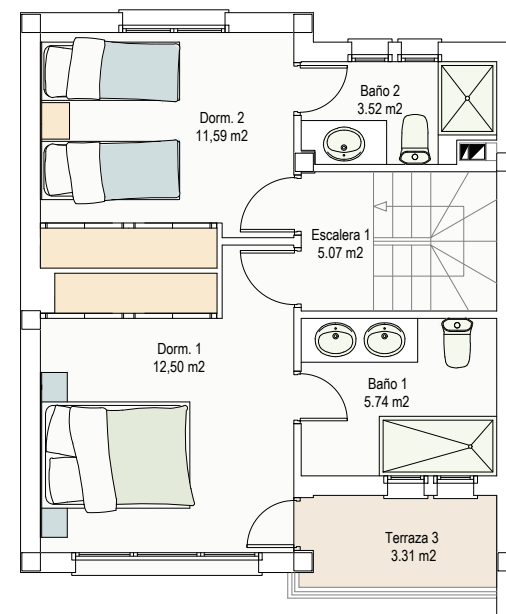 Dorm. 2
11,59 m2
Baño 2
3.52 m2
Escalera 1
5.07 m2
Dorm. 1
12,50 m2
Baño 1
5.74 m2
Terraza 3
3.31 m2